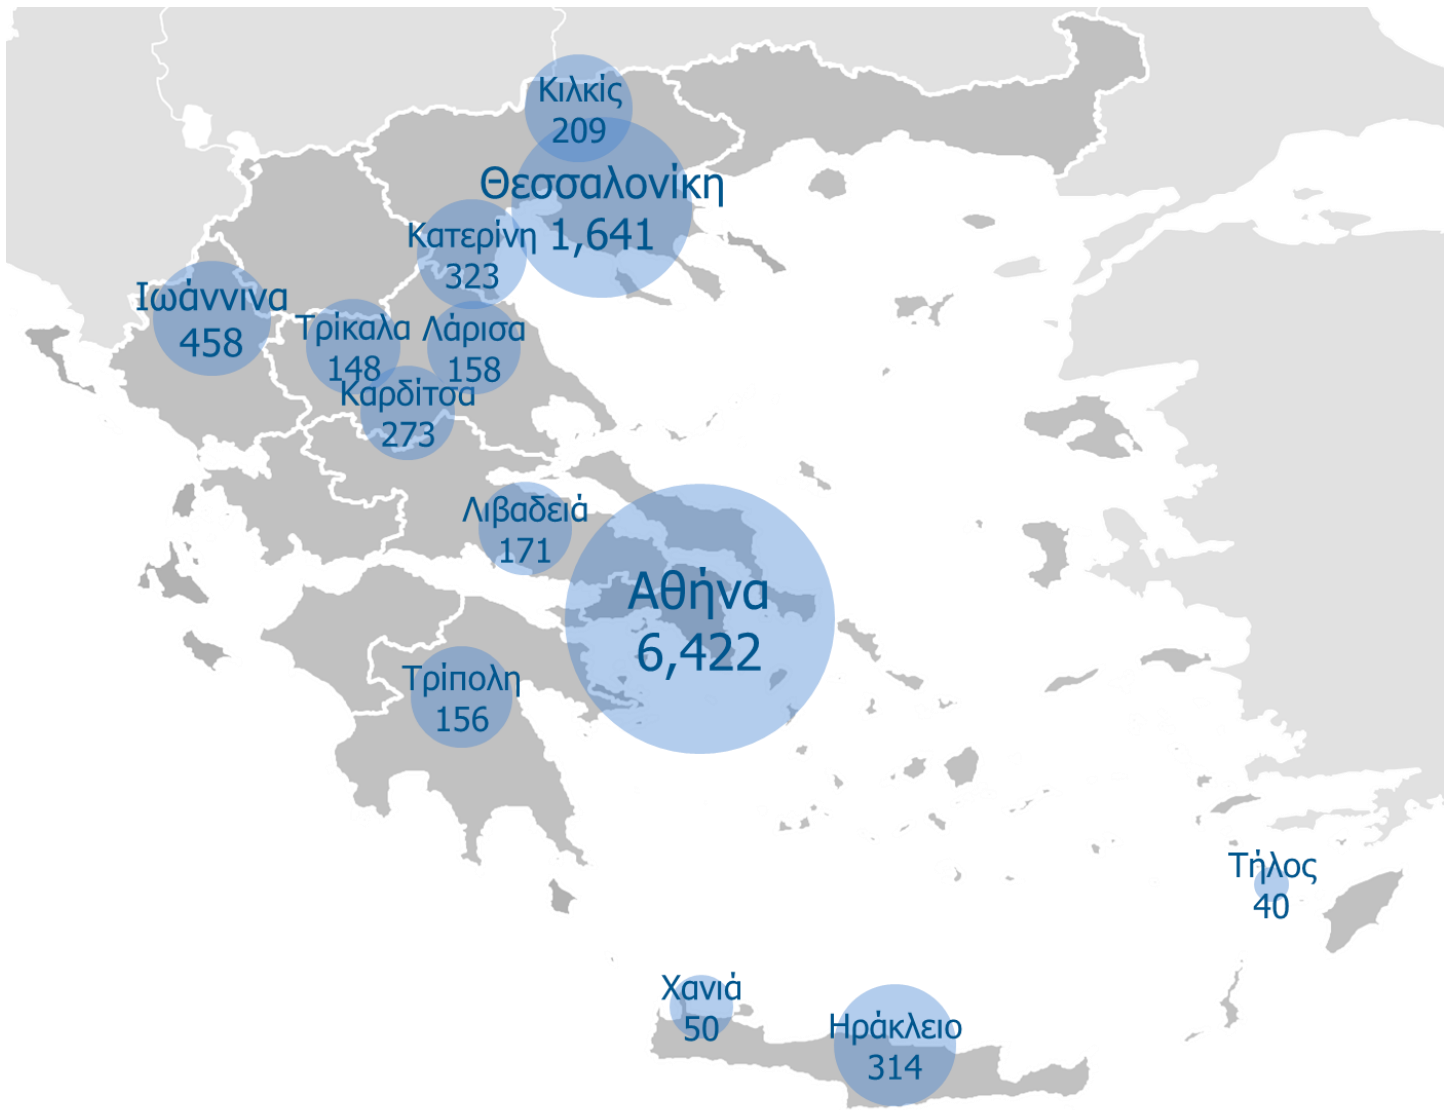 Κιλκίς
209
Θεσσαλονίκη
1,641
Κατερίνη
323
Ιωάννινα
458
Τρίκαλα
148
Λάρισα
158
Καρδίτσα
273
Λιβαδειά
171
Αθήνα
6,422
Τρίπολη
156
Τήλος
40
Χανιά
50
Ηράκλειο
314